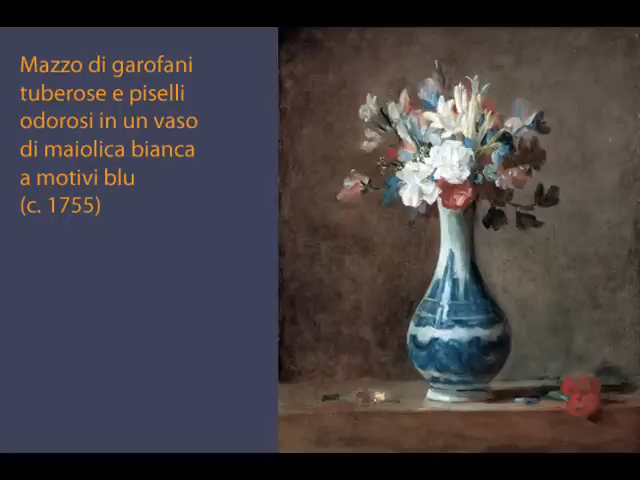 Mazzo di garofani
tuberose e piselli
odorosi in un vaso
di maiolica bianca
a motivi blu
(c. 1755)